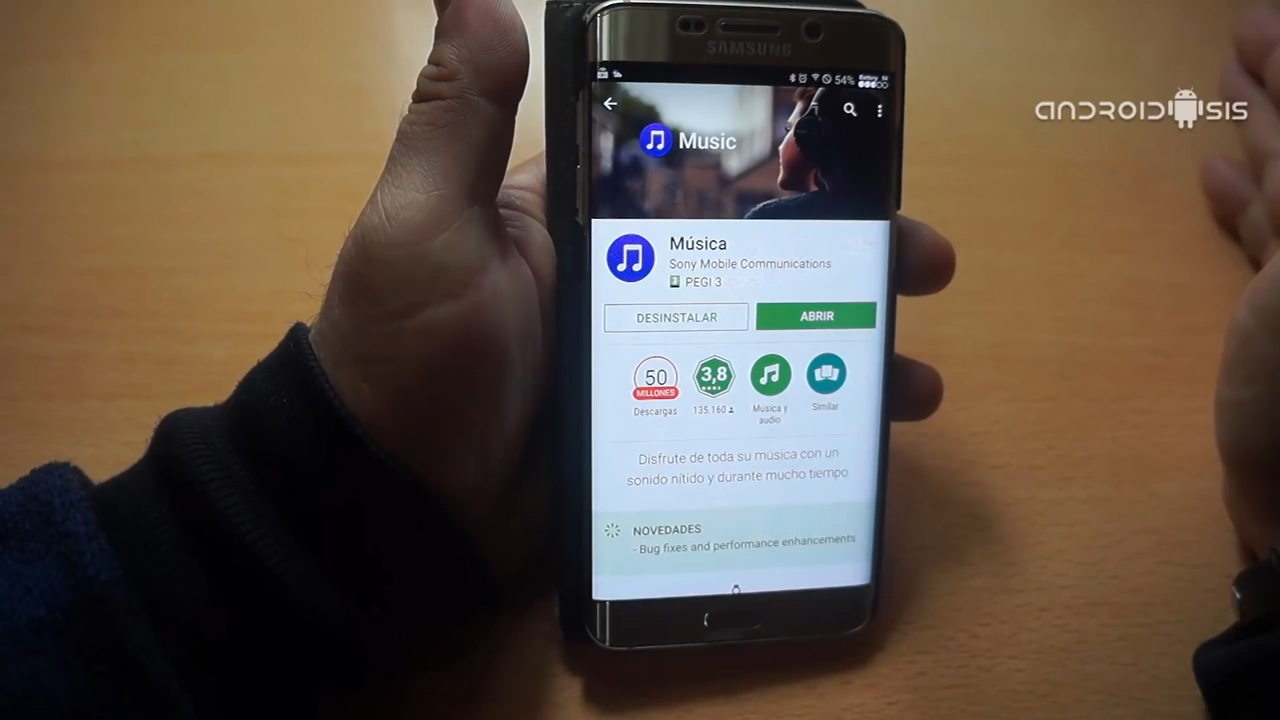 SAMSUNG
54%
Music
ANDROIDSIS
Música
Sony Mobile Communications
3 PEGI 3
DESINSTALAR
ABRIR
50
MILLONES
Descargas
3,8
135.160
Música y
audio
Similar
Disfrute de toda su música con un
sonido nítido y durante mucho tiempo
NOVEDADES
- Bug fixes and performance enhancements